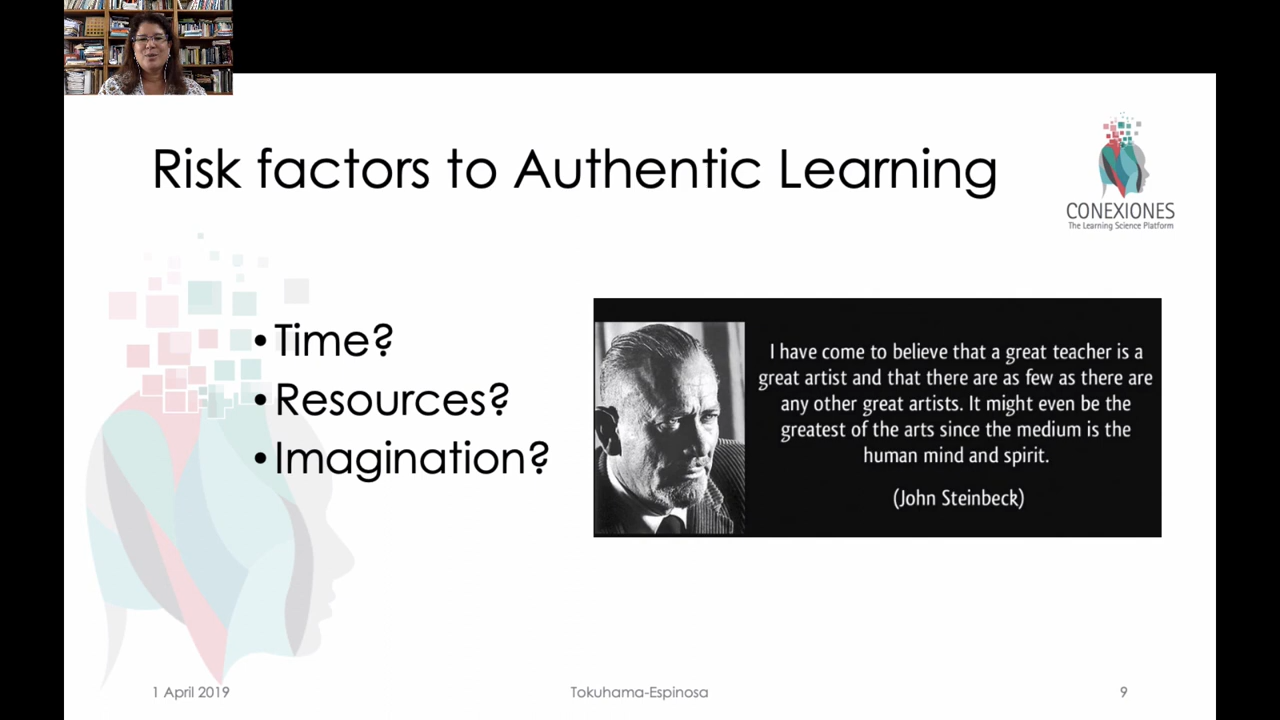 Risk factors to Authentic Learning
CONEXIONES
The Learning Science Platform
•Time?
•Resources?
•Imagination?
I have come to believe that a great teacher is a
great artist and that there are as few as there are
any other great artists. It might even be the
greatest of the arts since the medium is the
human mind and spirit.
(John Steinbeck)
1 April 2019
Tokuhama-Espinosa
9